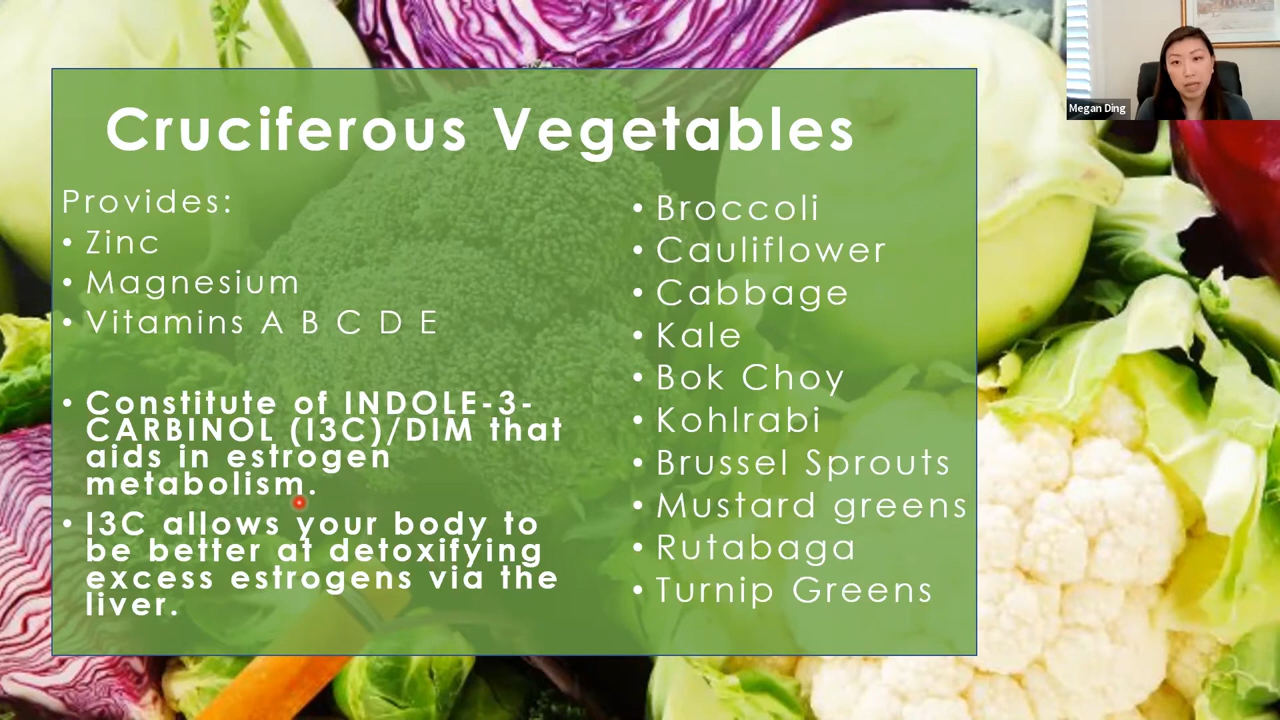 Cruciferous Vegetables
Provides:
• Zinc
• Magnesium
• Vitamins A B C D E
• Constitute of INDOLE-3-
CARBINOL (I3C)/DIM that
aids in estrogen
metabolism.
• I3C allows your body to
be better at detoxifying
excess estrogens via the
liver.
• Broccoli
• Cauliflower
• Cabbage
• Kale
• Bok Choy
• Kohlrabi
• Brussel Sprouts
• Mustard greens
• Rutabaga
• Turnip Greens
Megan Ding